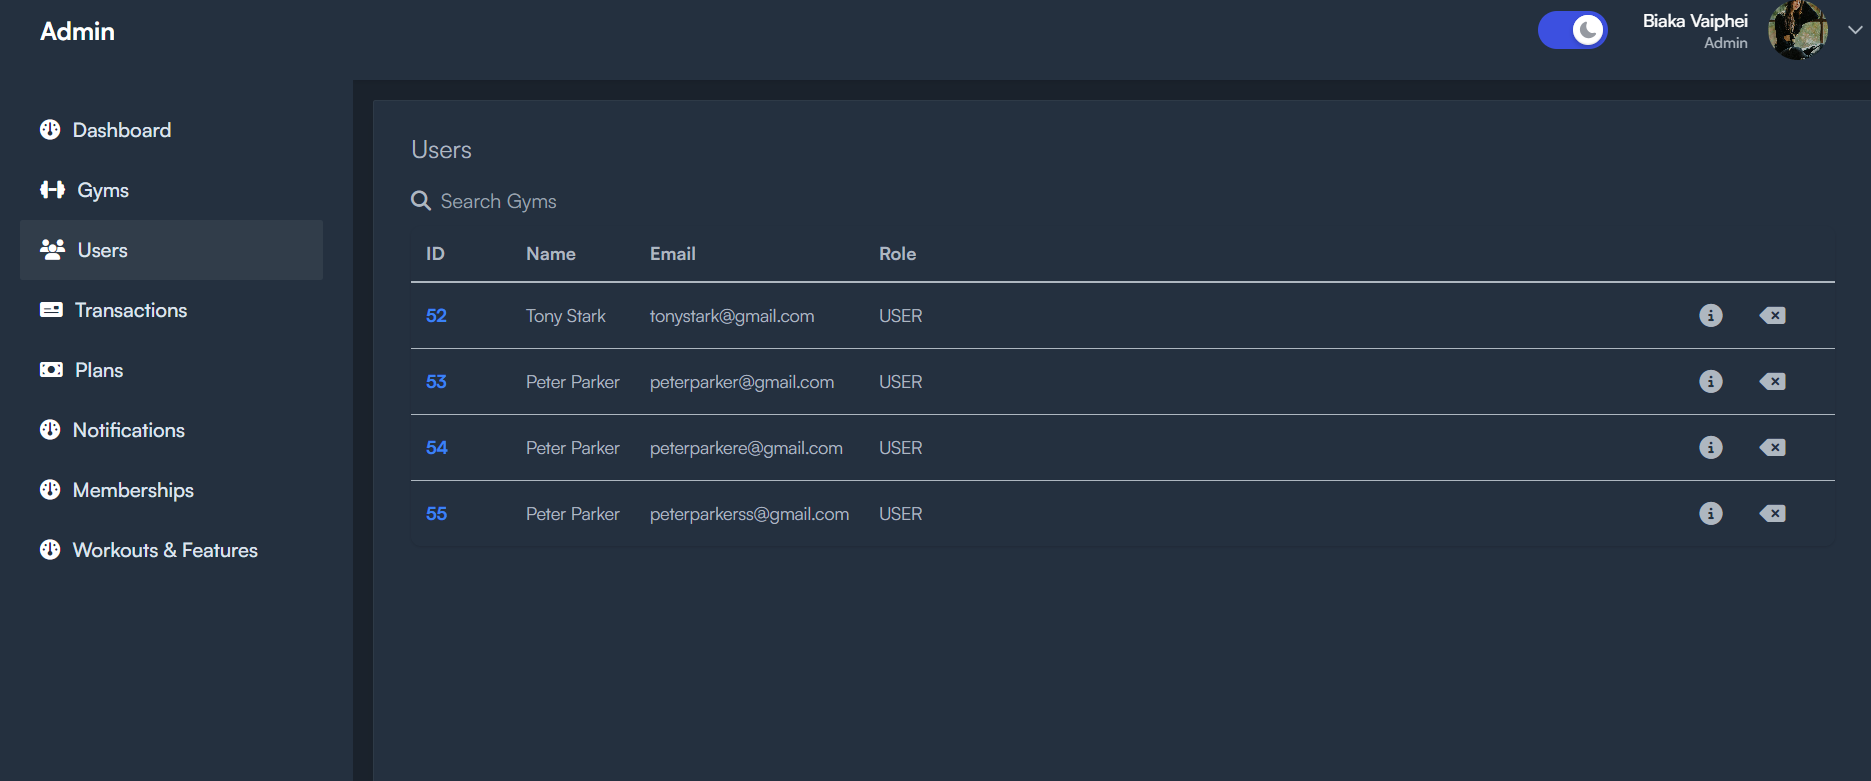 Admin
Biaka Vaiphei
Admin
Dashboard
Gyms
Users
Transactions
Plans
Notifications
Memberships
Workouts & Features
Users
Search Gyms
ID Name Email Role
52 Tony Stark tonystark@gmail.com USER
53 Peter Parker peterparker@gmail.com USER
54 Peter Parker peterparkere@gmail.com USER
55 Peter Parker peterparkerss@gmail.com USER